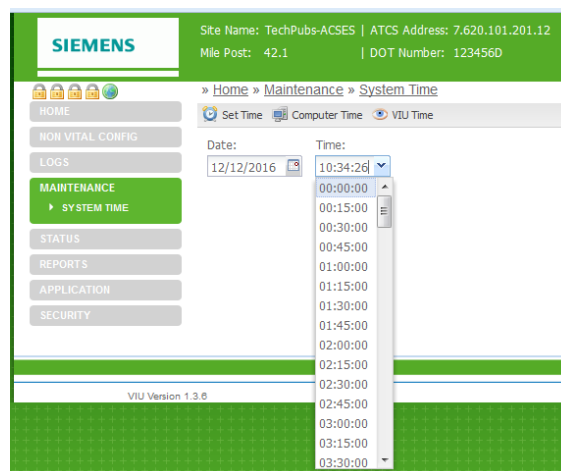 SIEMENS
Site Name: TechPubs-ACSES | ATCS Address: 7.620.101.201.12
Mile Post: 42.1 | DOT Number: 123456D
» Home » Maintenance » System Time
Set Time Computer Time VIU Time
HOME
NON VITAL CONFIG
LOGS
MAINTENANCE
SYSTEM TIME
STATUS
REPORTS
APPLICATION
SECURITY
Date: Time:
12/12/2016 10:34:26
00:00:00
00:15:00
00:30:00
00:45:00
01:00:00
01:15:00
01:30:00
01:45:00
02:00:00
02:15:00
02:30:00
02:45:00
03:00:00
03:15:00
03:30:00
VIU Version 1.3.6